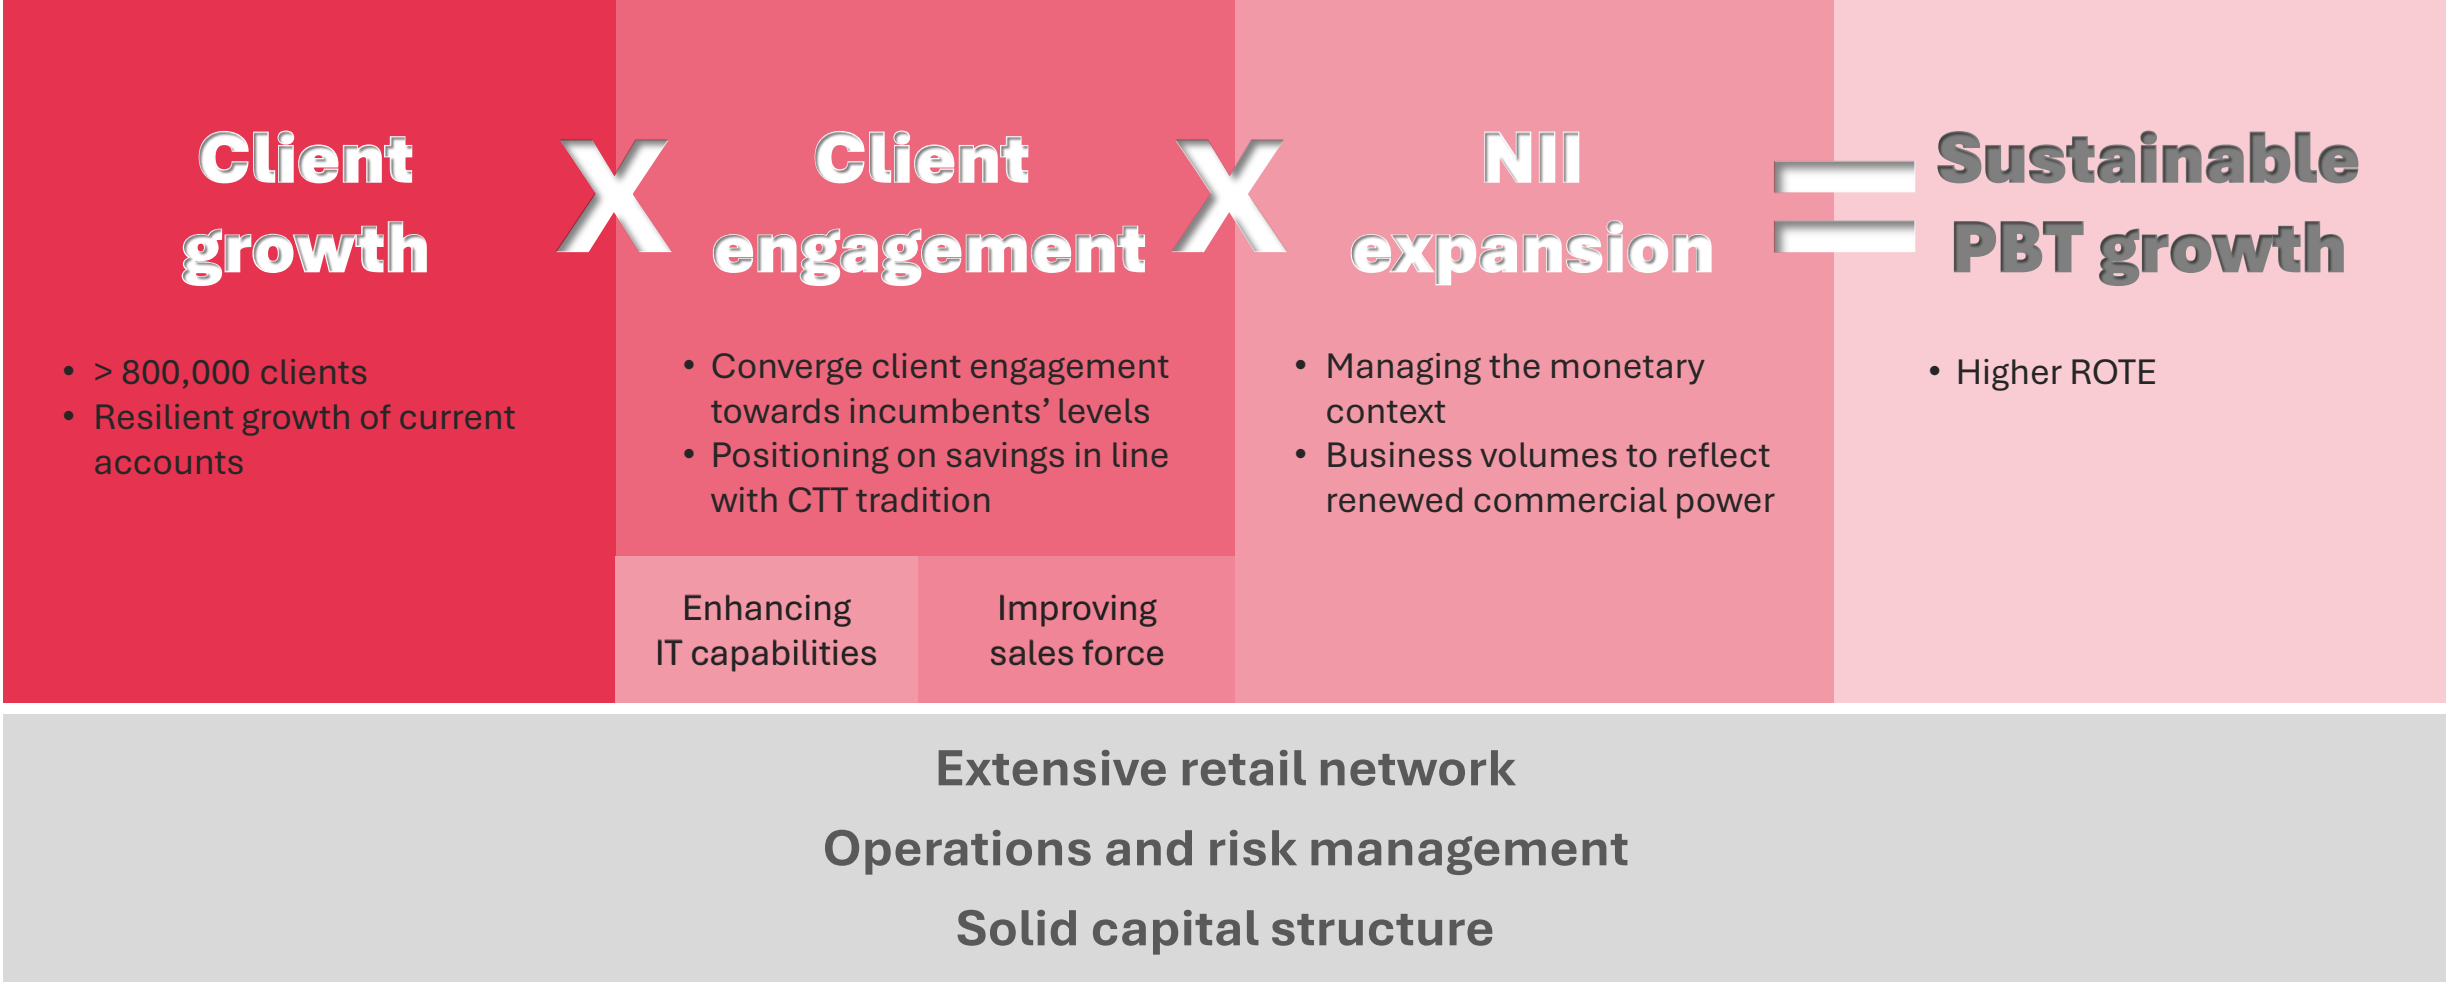 Client
growth
X
Client
engagement
X
NII
expansion
=
Sustainable
PBT growth
• > 800,000 clients
• Resilient growth of current
accounts
• Converge client engagement
towards incumbents’ levels
• Positioning on savings in line
with CTT tradition
• Managing the monetary
context
• Business volumes to reflect
renewed commercial power
• Higher ROTE
Enhancing
IT capabilities
Improving
sales force
Extensive retail network
Operations and risk management
Solid capital structure